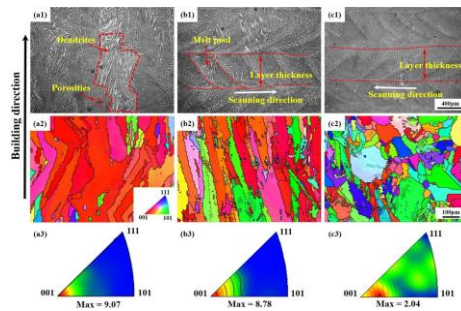 Building direction
(a1)
Dendrites
Porosities
(b1)
Melt pool
Layer thickness
Scanning direction
(c1)
Layer thickness
Scanning direction
400μm
(a2)
111
001
101
(b2)
(c2)
100μm
(a3)
111
001
101
Max = 9.07
(b3)
111
001
101
Max = 8.78
(c3)
111
001
101
Max = 2.04